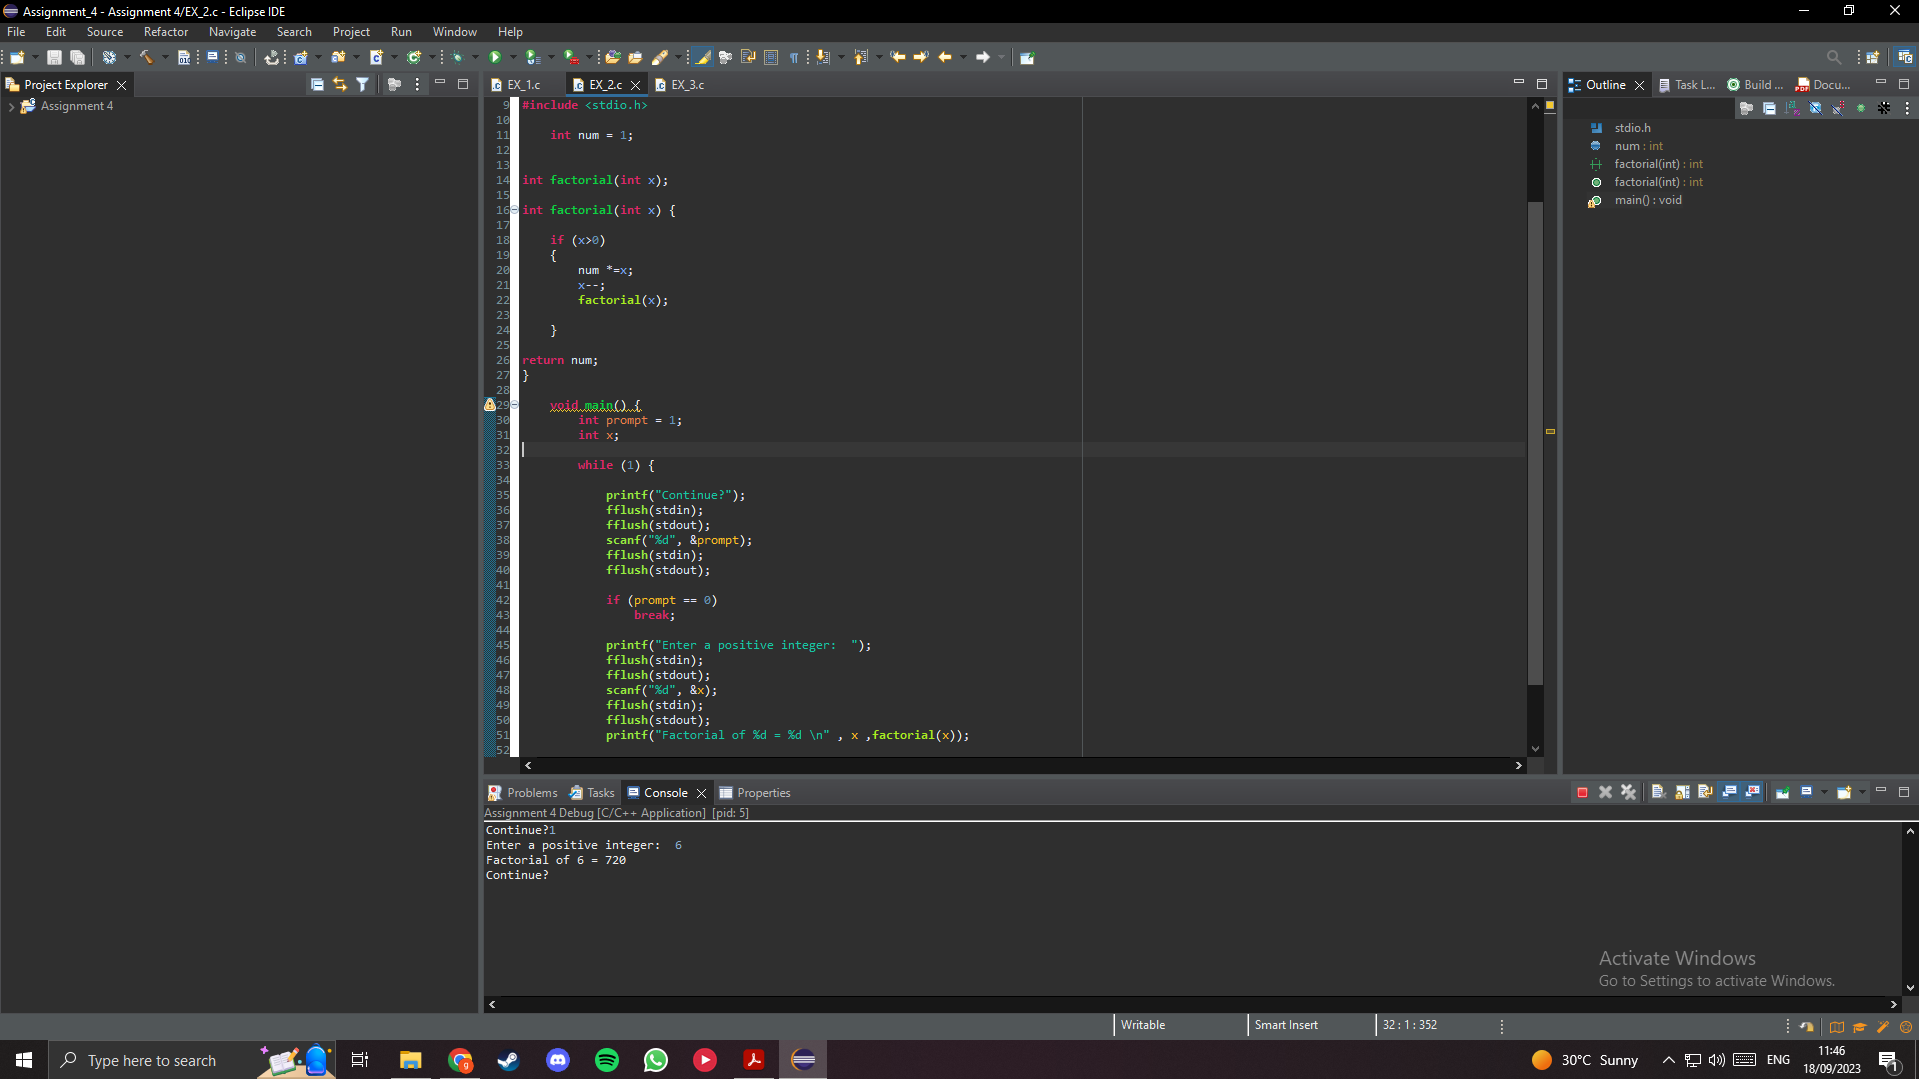 Assignment_4 - Assignment 4/EX_2.c - Eclipse IDE
File Edit Source Refactor Navigate Search Project Run Window Help
Project Explorer
Assignment 4
EX_1.c EX_2.c EX_3.c
9 #include <stdio.h>
10
11 int num = 1;
12
13
14 int factorial(int x);
15
16 int factorial(int x) {
17
18 if (x>0)
19 {
20 num *=x;
21 x--;
22 factorial(x);
23
24 }
25
26 return num;
27 }
28
29 void main() {
30 int prompt = 1;
31 int x;
32
33 while (1) {
34
35 printf("Continue?");
36 fflush(stdin);
37 fflush(stdout);
38 scanf("%d", &prompt);
39 fflush(stdin);
40 fflush(stdout);
41
42 if (prompt == 0)
43 break;
44
45 printf("Enter a positive integer:  ");
46 fflush(stdin);
47 fflush(stdout);
48 scanf("%d", &x);
49 fflush(stdin);
50 fflush(stdout);
51 printf("Factorial of %d = %d \n" , x ,factorial(x));
52
Outline Task L... Build ... Docu...
stdio.h
num : int
factorial(int) : int
factorial(int) : int
main() : void
Problems Tasks Console Properties
Assignment 4 Debug [C/C++ Application] [pid: 5]
Continue?1
Enter a positive integer:  6
Factorial of 6 = 720
Continue?
Activate Windows
Go to Settings to activate Windows.
Writable Smart Insert 32 : 1 : 352
Type here to search
30°C Sunny ENG
11:46
18/09/2023
1